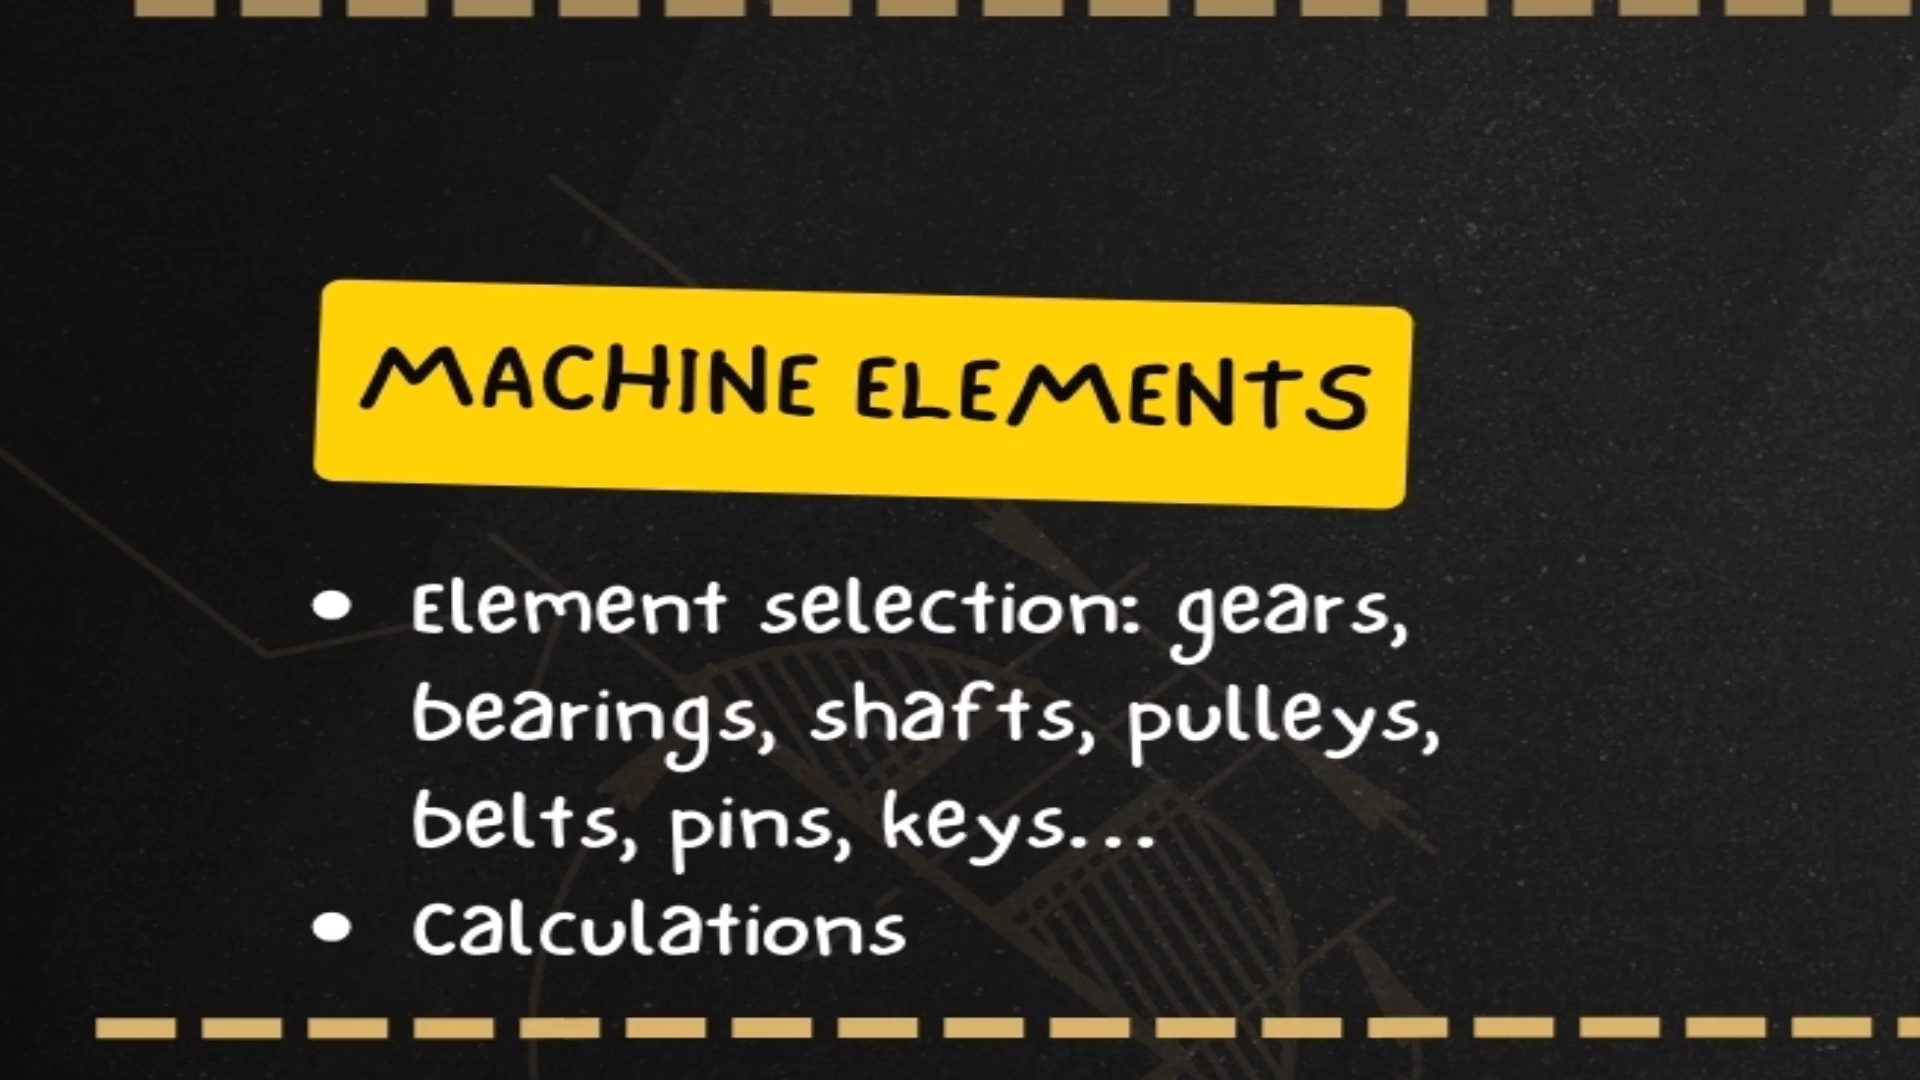 MACHINE ELEMENTS
• Element selection: gears,
bearings, shafts, pulleys,
belts, pins, keys...
• Calculations